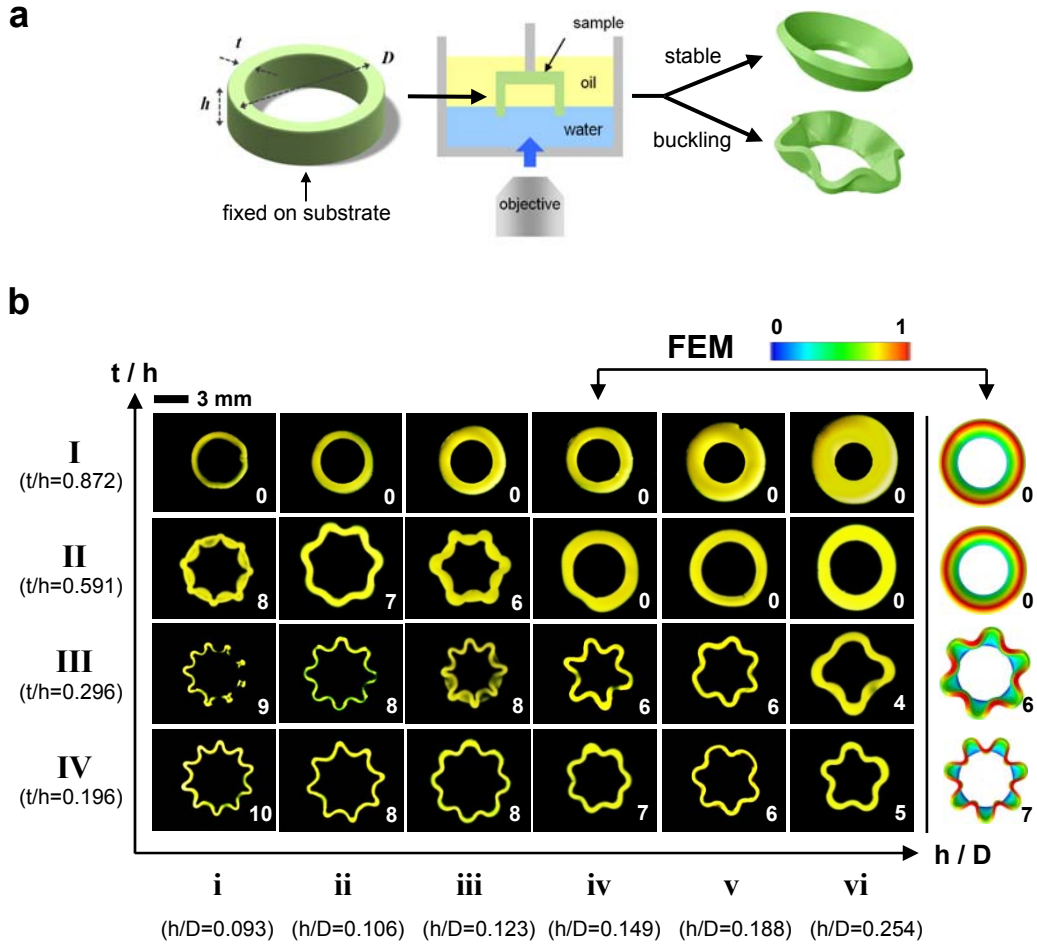 a
t
D
h
fixed on substrate
sample
oil
water
objective
stable
buckling
b
FEM
0 1
t / h
3 mm
I
(t/h=0.872)
0 0 0 0 0 0 0
II
(t/h=0.591)
8 7 6 0 0 0 0
III
(t/h=0.296)
9 8 8 6 6 4 6
IV
(t/h=0.196)
10 8 8 7 6 5 7
h / D
i ii iii iv v vi
(h/D=0.093) (h/D=0.106) (h/D=0.123) (h/D=0.149) (h/D=0.188) (h/D=0.254)